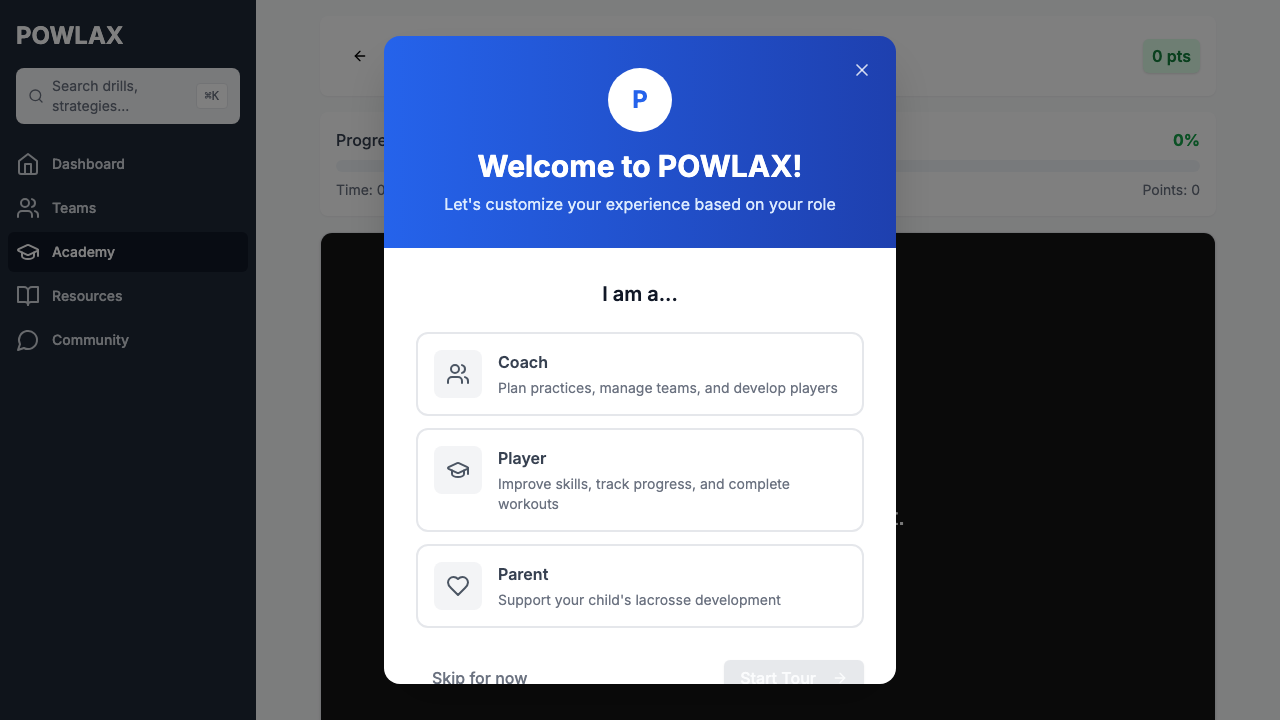 POWLAX
Search drills,
strategies...
⌘K
Dashboard
Teams
Academy
Resources
Community
0 pts
0%
Time: 0
Points: 0
P
Welcome to POWLAX!
Let's customize your experience based on your role
I am a...
Coach
Plan practices, manage teams, and develop players
Player
Improve skills, track progress, and complete
workouts
Parent
Support your child's lacrosse development
Skip for now
Start Tour